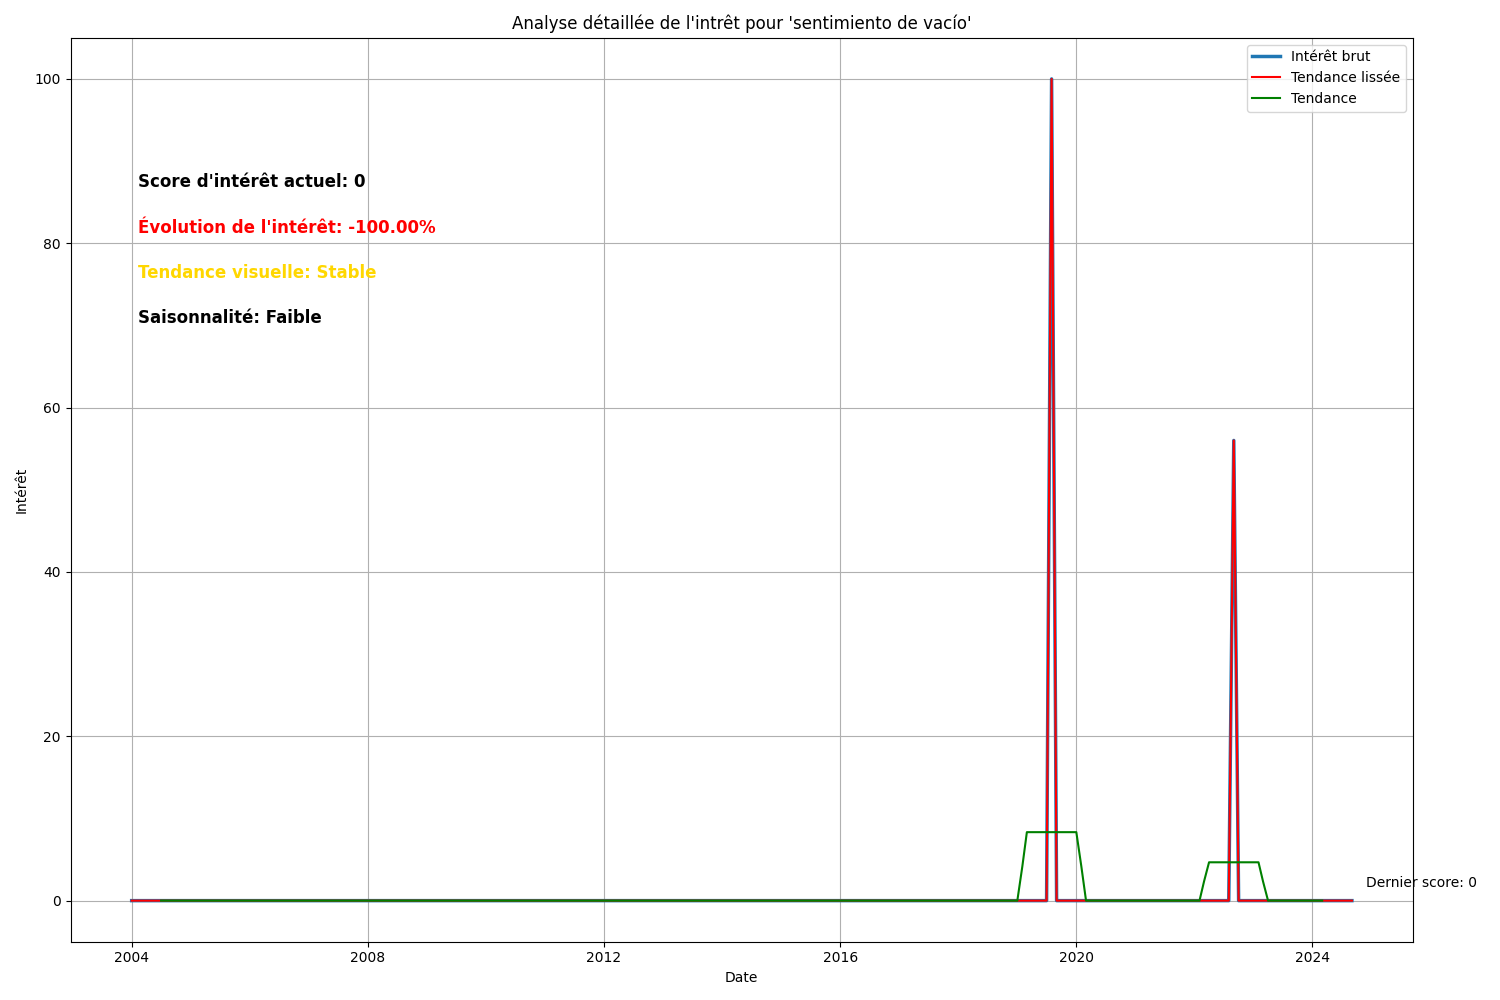 Analyse détaillée de l'intrêt pour 'sentimiento de vacío'
Intérêt brut
Tendance lissée
Tendance
Score d'intérêt actuel: 0
Évolution de l'intérêt: -100.00%
Tendance visuelle: Stable
Saisonnalité: Faible
100
80
60
40
20
0
Intérêt
Dernier score: 0
2004 2008 2012 2016 2020 2024
Date